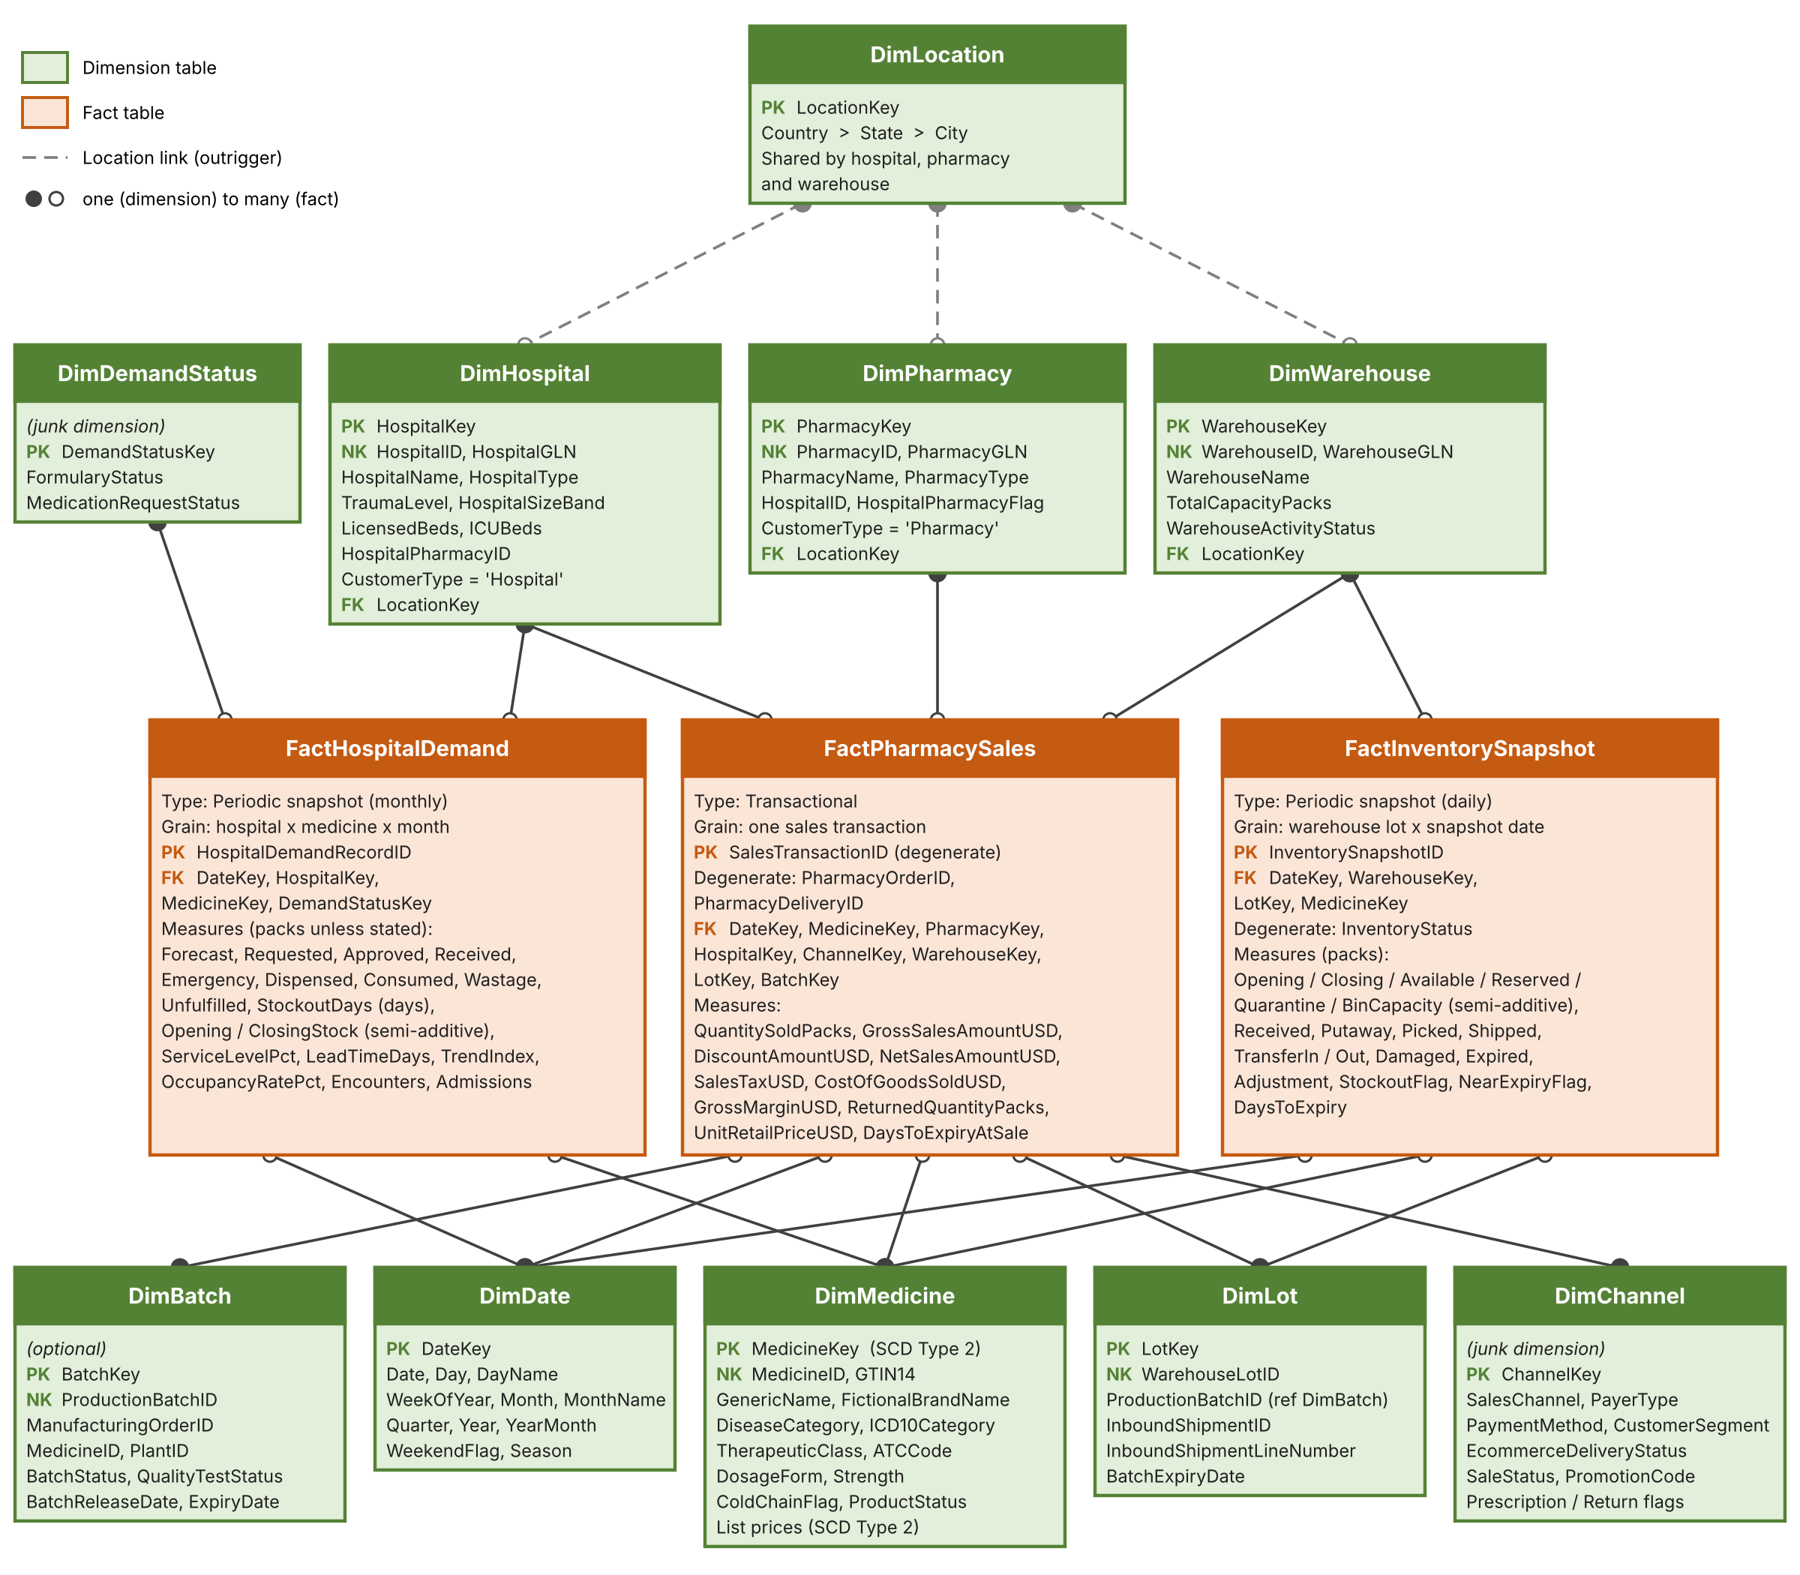 DimLocation
PK LocationKey
Country > State > City
Shared by hospital, pharmacy
and warehouse
Dimension table
Fact table
Location link (outrigger)
one (dimension) to many (fact)
DimDemandStatus
(junk dimension)
PK DemandStatusKey
FormularyStatus
MedicationRequestStatus
DimHospital
PK HospitalKey
NK HospitalID, HospitalGLN
HospitalName, HospitalType
TraumaLevel, HospitalSizeBand
LicensedBeds, ICUBeds
HospitalPharmacyID
CustomerType = 'Hospital'
FK LocationKey
DimPharmacy
PK PharmacyKey
NK PharmacyID, PharmacyGLN
PharmacyName, PharmacyType
HospitalID, HospitalPharmacyFlag
CustomerType = 'Pharmacy'
FK LocationKey
DimWarehouse
PK WarehouseKey
NK WarehouseID, WarehouseGLN
WarehouseName
TotalCapacityPacks
WarehouseActivityStatus
FK LocationKey
FactHospitalDemand
Type: Periodic snapshot (monthly)
Grain: hospital x medicine x month
PK HospitalDemandRecordID
FK DateKey, HospitalKey,
MedicineKey, DemandStatusKey
Measures (packs unless stated):
Forecast, Requested, Approved, Received,
Emergency, Dispensed, Consumed, Wastage,
Unfulfilled, StockoutDays (days),
Opening / ClosingStock (semi-additive),
ServiceLevelPct, LeadTimeDays, TrendIndex,
OccupancyRatePct, Encounters, Admissions
FactPharmacySales
Type: Transactional
Grain: one sales transaction
PK SalesTransactionID (degenerate)
Degenerate: PharmacyOrderID,
PharmacyDeliveryID
FK DateKey, MedicineKey, PharmacyKey,
HospitalKey, ChannelKey, WarehouseKey,
LotKey, BatchKey
Measures:
QuantitySoldPacks, GrossSalesAmountUSD,
DiscountAmountUSD, NetSalesAmountUSD,
SalesTaxUSD, CostOfGoodsSoldUSD,
GrossMarginUSD, ReturnedQuantityPacks,
UnitRetailPriceUSD, DaysToExpiryAtSale
FactInventorySnapshot
Type: Periodic snapshot (daily)
Grain: warehouse lot x snapshot date
PK InventorySnapshotID
FK DateKey, WarehouseKey,
LotKey, MedicineKey
Degenerate: InventoryStatus
Measures (packs):
Opening / Closing / Available / Reserved /
Quarantine / BinCapacity (semi-additive),
Received, Putaway, Picked, Shipped,
TransferIn / Out, Damaged, Expired,
Adjustment, StockoutFlag, NearExpiryFlag,
DaysToExpiry
DimBatch
(optional)
PK BatchKey
NK ProductionBatchID
ManufacturingOrderID
MedicineID, PlantID
BatchStatus, QualityTestStatus
BatchReleaseDate, ExpiryDate
DimDate
PK DateKey
Date, Day, DayName
WeekOfYear, Month, MonthName
Quarter, Year, YearMonth
WeekendFlag, Season
DimMedicine
PK MedicineKey (SCD Type 2)
NK MedicineID, GTIN14
GenericName, FictionalBrandName
DiseaseCategory, ICD10Category
TherapeuticClass, ATCCode
DosageForm, Strength
ColdChainFlag, ProductStatus
List prices (SCD Type 2)
DimLot
PK LotKey
NK WarehouseLotID
ProductionBatchID (ref DimBatch)
InboundShipmentID
InboundShipmentLineNumber
BatchExpiryDate
DimChannel
(junk dimension)
PK ChannelKey
SalesChannel, PayerType
PaymentMethod, CustomerSegment
EcommerceDeliveryStatus
SaleStatus, PromotionCode
Prescription / Return flags